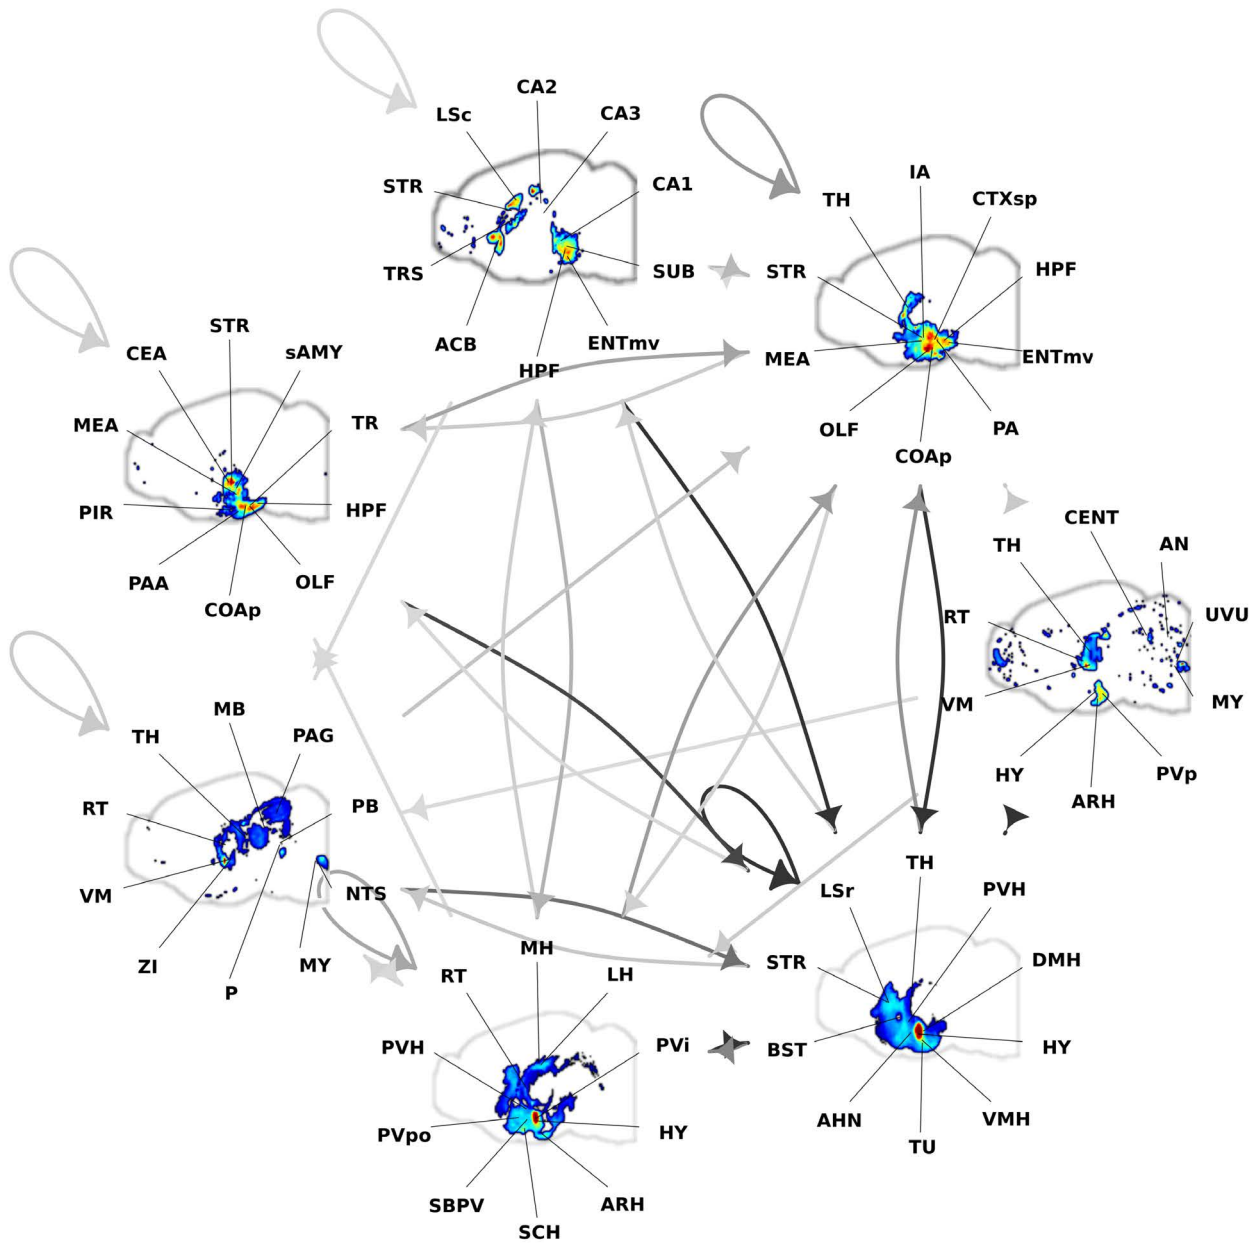 CA2
LSc
CA3
STR
CA1
TRS
SUB
ACB
ENTmv
HPF
IA
TH
CTXsp
STR
HPF
MEA
ENTmv
OLF
PA
COAp
STR
CEA
sAMY
MEA
TR
PIR
HPF
PAA
OLF
COAp
CENT
TH
AN
RT
UVU
VM
MY
HY
PVp
ARH
MB
TH
PAG
RT
PB
VM
NTS
ZI
MY
P
TH
LSr
PVH
STR
DMH
BST
HY
AHN
VMH
TU
MH
RT
LH
PVH
PVi
PVpo
HY
SBPV
ARH
SCH